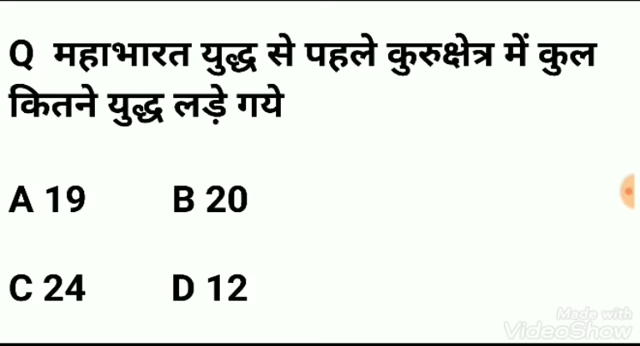 Q महाभारत युद्ध से पहले कुरुक्षेत्र में कुल
कितने युद्ध लड़े गये
A 19 B 20
C 24 D 12
Made with
VideoShow